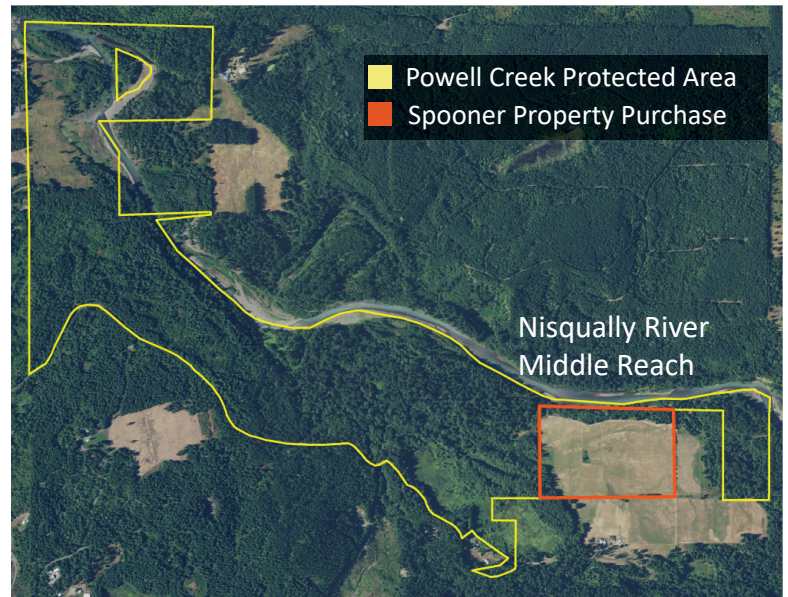 Powell Creek Protected Area
Spooner Property Purchase
Nisqually River
Middle Reach